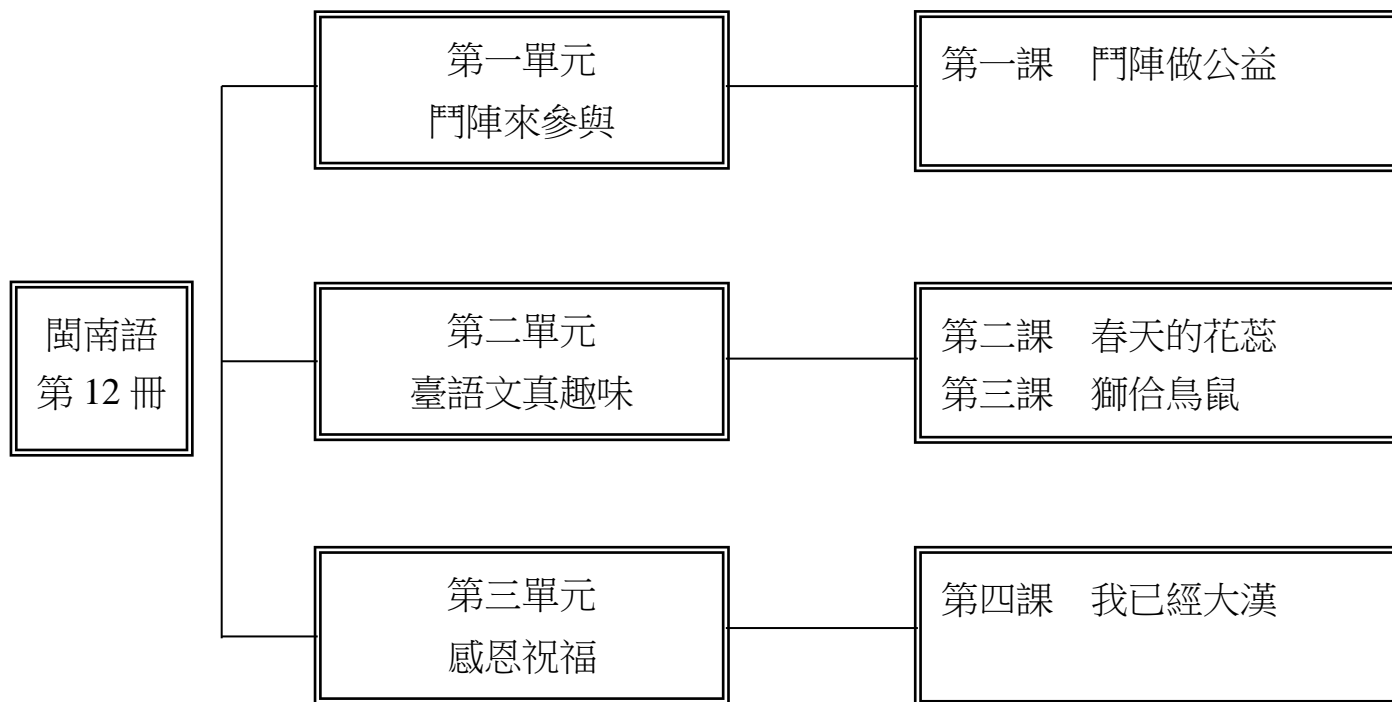 閩南語
第 12 冊
第一單元
鬥陣來參與
第一課　鬥陣做公益
第二單元
臺語文真趣味
第二課　春天的花蕊
第三課　獅佮鳥鼠
第三單元
感恩祝福
第四課　我已經大漢